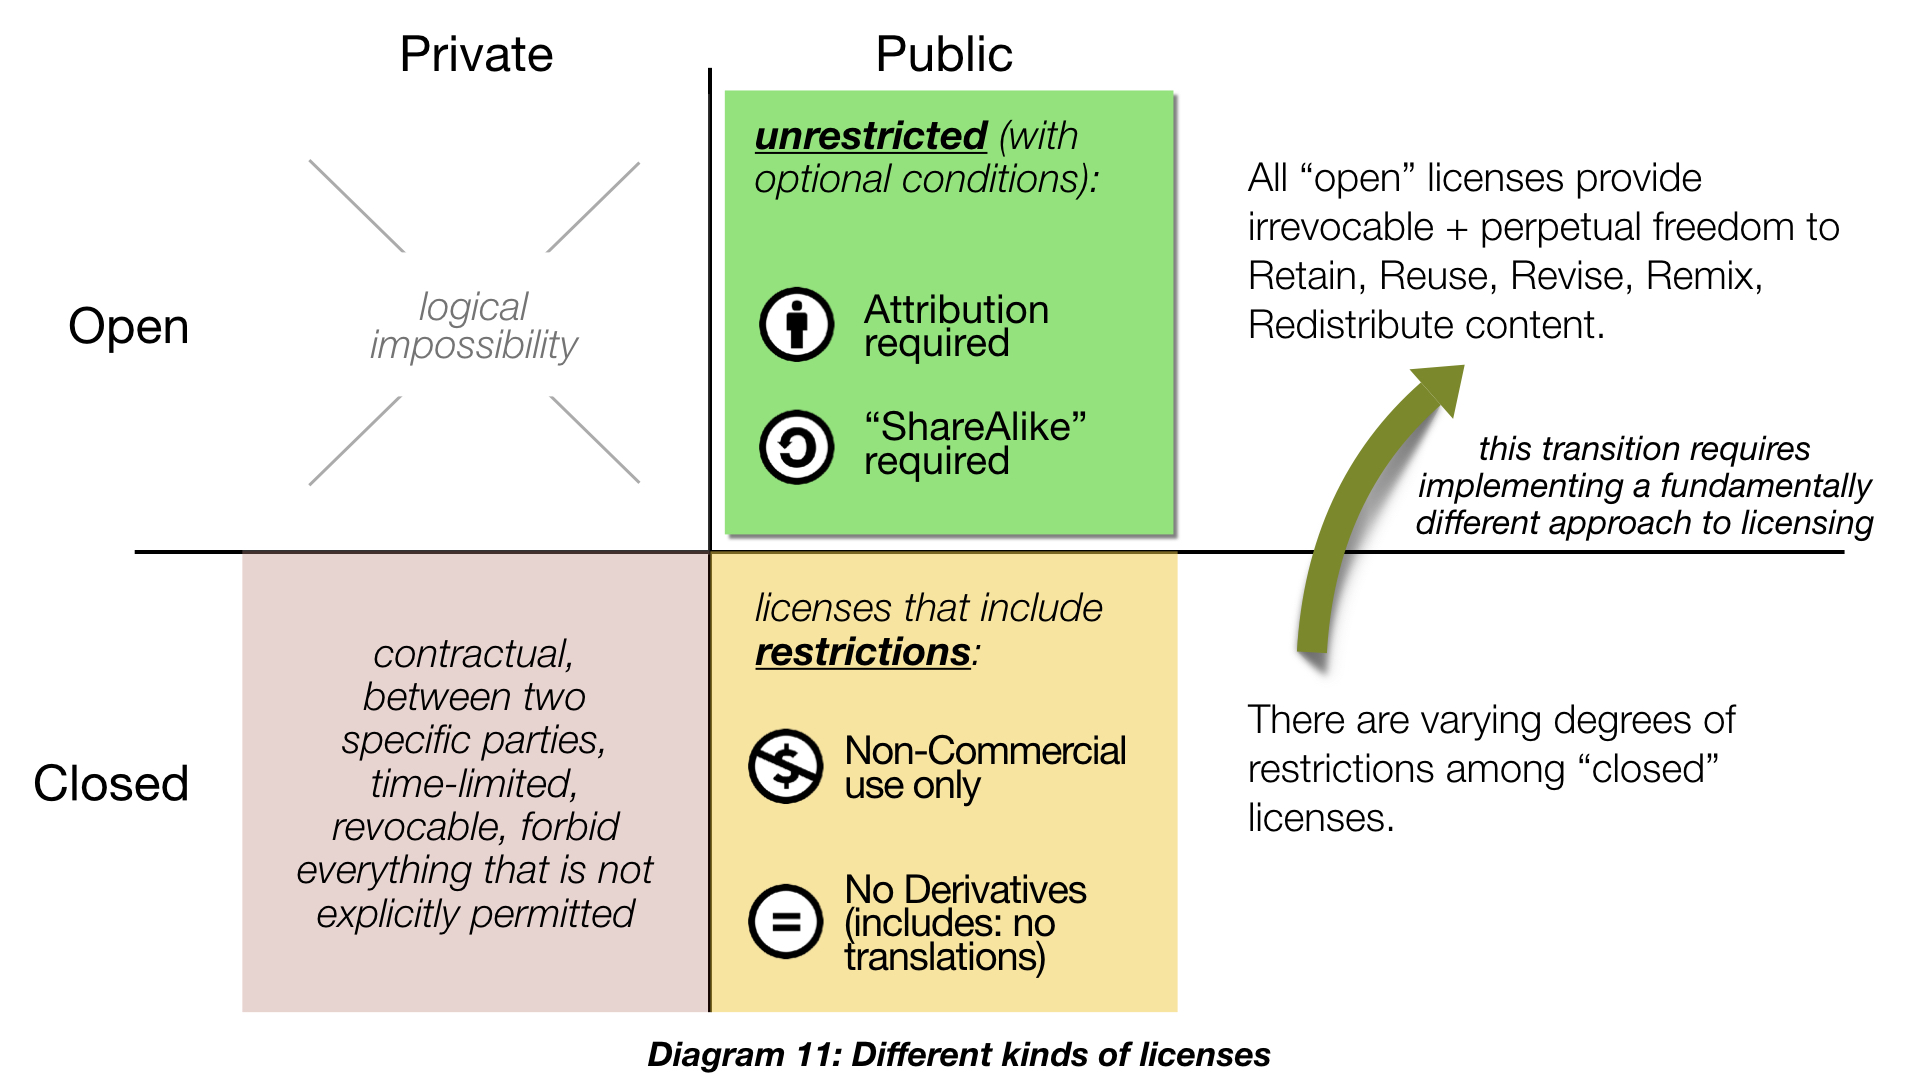 Private
Public
unrestricted (with
optional conditions):
Attribution
required
“ShareAlike”
required
logical
impossibility
Open
All “open” licenses provide
irrevocable + perpetual freedom to
Retain, Reuse, Revise, Remix,
Redistribute content.
this transition requires
implementing a fundamentally
different approach to licensing
Closed
contractual,
between two
specific parties,
time-limited,
revocable, forbid
everything that is not
explicitly permitted
licenses that include
restrictions:
$
Non-Commercial
use only
=
No Derivatives
(includes: no
translations)
There are varying degrees of
restrictions among “closed”
licenses.
Diagram 11: Different kinds of licenses